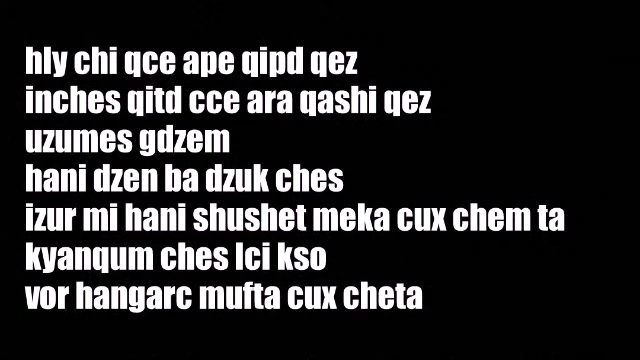 hly chi qce ape qipd qez
inches qitd cce ara qashi qez
uzumes gdzem
hani dzen ba dzuk ches
izur mi hani shushet meka cux chem ta
kyanqum ches lci kso
vor hangarc mufta cux cheta